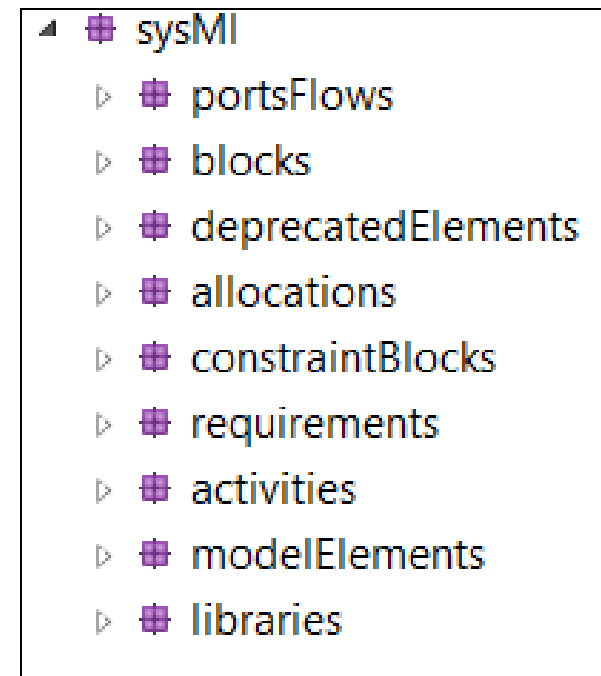 sysMl
portsFlows
blocks
deprecatedElements
allocations
constraintBlocks
requirements
activities
modelElements
libraries